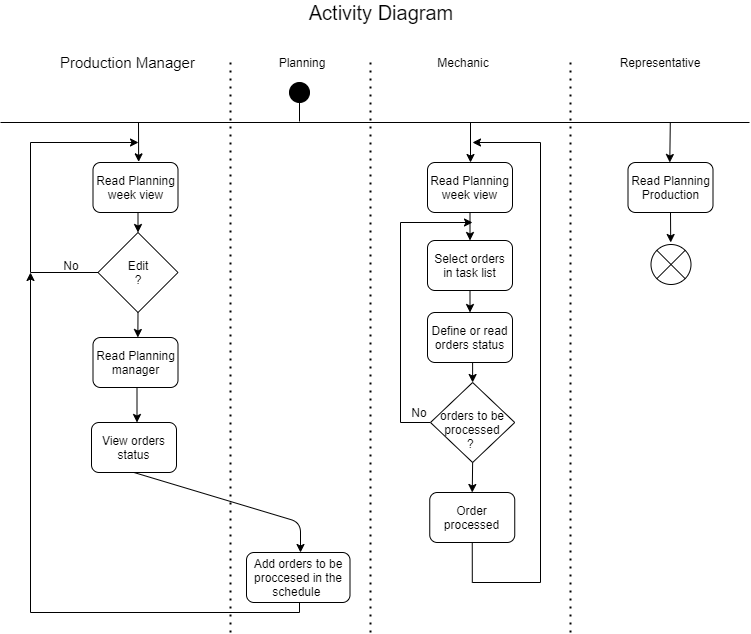 Activity Diagram
Production Manager
Planning
Mechanic
Representative
Read Planning
week view
Edit
?
No
Read Planning
manager
View orders
status
Add orders to be
proccesed in the
schedule
Read Planning
week view
Select orders
in task list
Define or read
orders status
No
orders to be
processed
?
Order
processed
Read Planning
Production